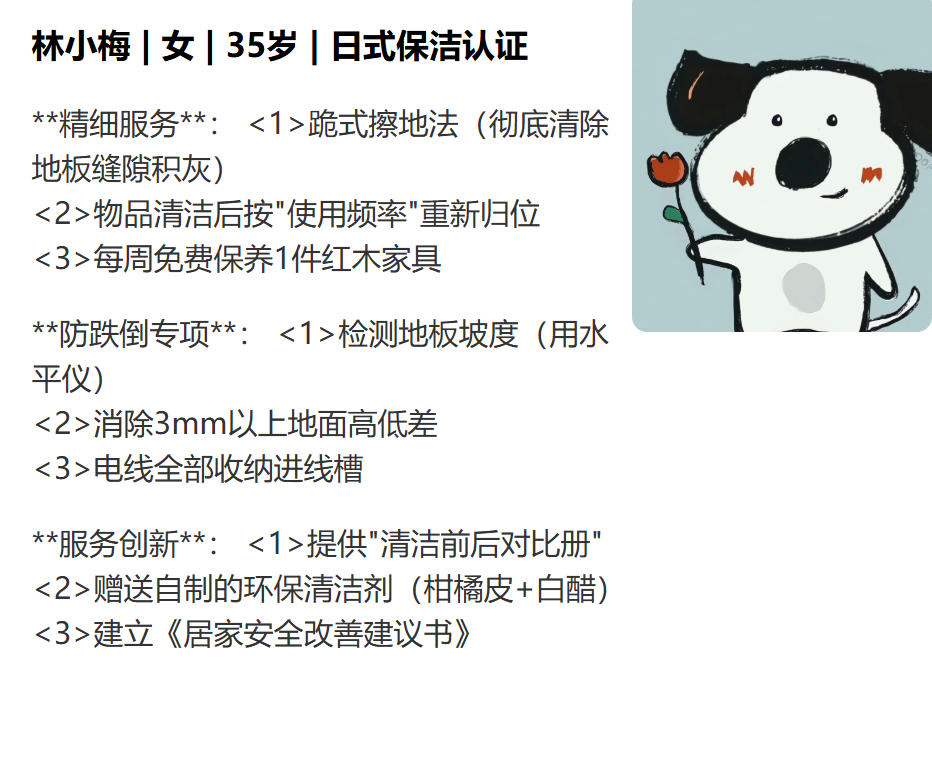 林小梅 | 女 | 35岁 | 日式保洁认证
**精细服务**： <1>跪式擦地法（彻底清除
地板缝隙积灰）
<2>物品清洁后按"使用频率"重新归位
<3>每周免费保养1件红木家具
**防跌倒专项**： <1>检测地板坡度（用水
平仪）
<2>消除3mm以上地面高低差
<3>电线全部收纳进线槽
**服务创新**： <1>提供"清洁前后对比册"
<2>赠送自制的环保清洁剂（柑橘皮+白醋）
<3>建立《居家安全改善建议书》